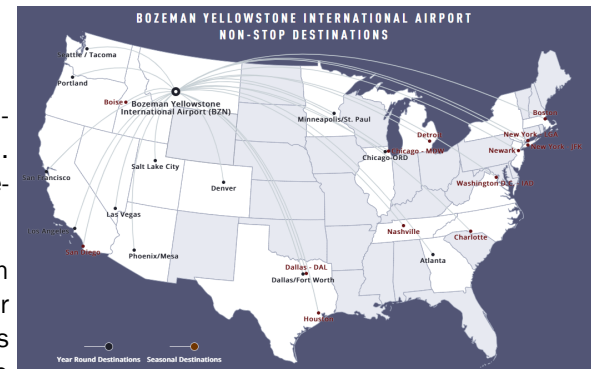 BOZEMAN YELLOWSTONE INTERNATIONAL AIRPORT
NON-STOP DESTINATIONS
Seattle / Tacoma
Portland
Boise
Bozeman Yellowstone
International Airport (BZN)
Minneapolis/St. Paul
Boston
Detroit
New York - LGA
New York - JFK
Newark
Chicago - MDW
Chicago-ORD
Salt Lake City
San Francisco
Denver
Washington D.C. - IAD
Las Vegas
Los Angeles
San Diego
Phoenix/Mesa
Nashville
Charlotte
Atlanta
Dallas - DAL
Dallas/Fort Worth
Houston
Year Round Destinations
Seasonal Destinations